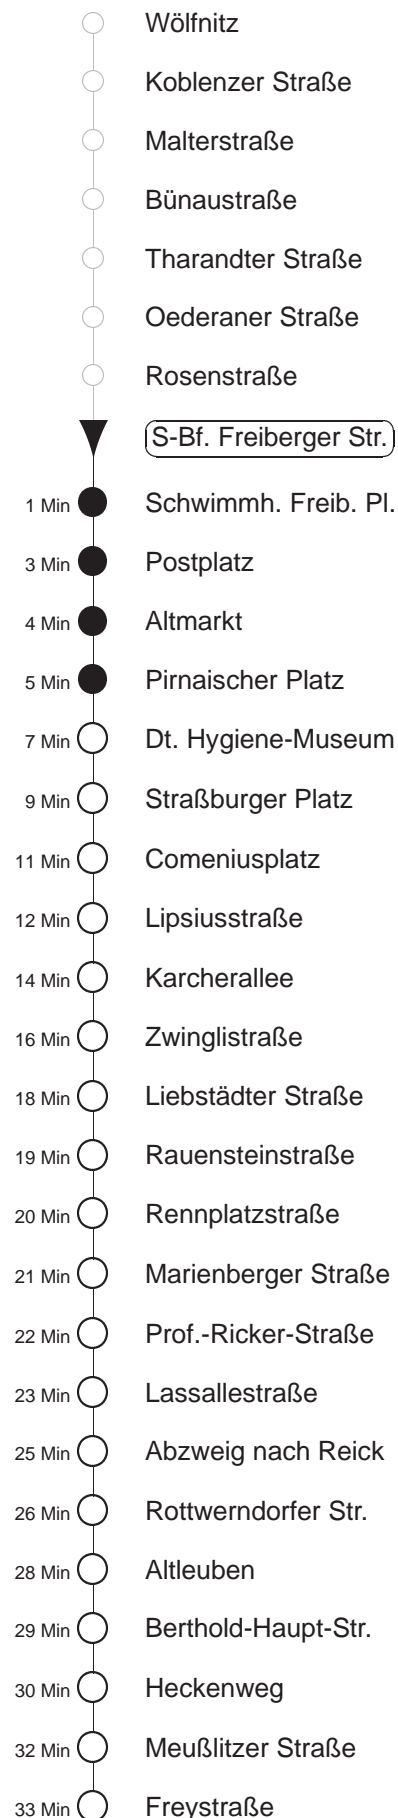 Wölfnitz
Koblenzer Straße
Malterstraße
Bünaustraße
Tharandter Straße
Oederaner Straße
Rosenstraße
S-Bf. Freiberger Str.
1 Min Schwimmh. Freib. Pl.
3 Min Postplatz
4 Min Altmarkt
5 Min Pirnaischer Platz
7 Min Dt. Hygiene-Museum
9 Min Straßburger Platz
11 Min Comeniusplatz
12 Min Lipsiusstraße
14 Min Karcherallee
16 Min Zwinglistraße
18 Min Liebstädter Straße
19 Min Rauensteinstraße
20 Min Rennplatzstraße
21 Min Marienberger Straße
22 Min Prof.-Ricker-Straße
23 Min Lassallestraße
25 Min Abzweig nach Reick
26 Min Rottwerndorfer Str.
28 Min Altleuben
29 Min Berthold-Haupt-Str.
30 Min Heckenweg
32 Min Meußlitzer Straße
33 Min Freystraße